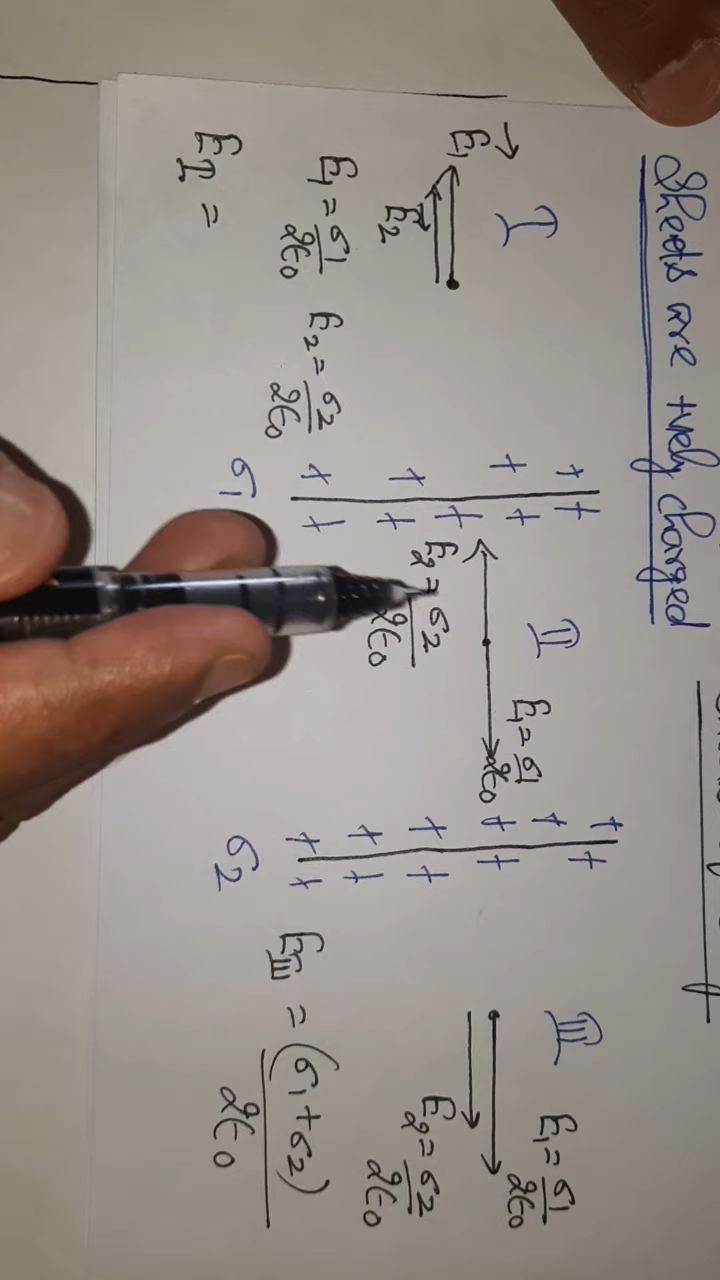 Sheets are +vely charged
I
II
III
E₁
E₂
E₁ = σ₁/2ϵ₀
E₂ = σ₂/2ϵ₀
E_I =
E₁ = σ₁/2ϵ₀
E₂ = σ₂/2ϵ₀
+ + + +
+ + + + +
σ₁
+ + + + + +
+ + + + +
σ₂
E₁ = σ₁/2ϵ₀
E₂ = σ₂/2ϵ₀
E_III = (σ₁+σ₂)/2ϵ₀